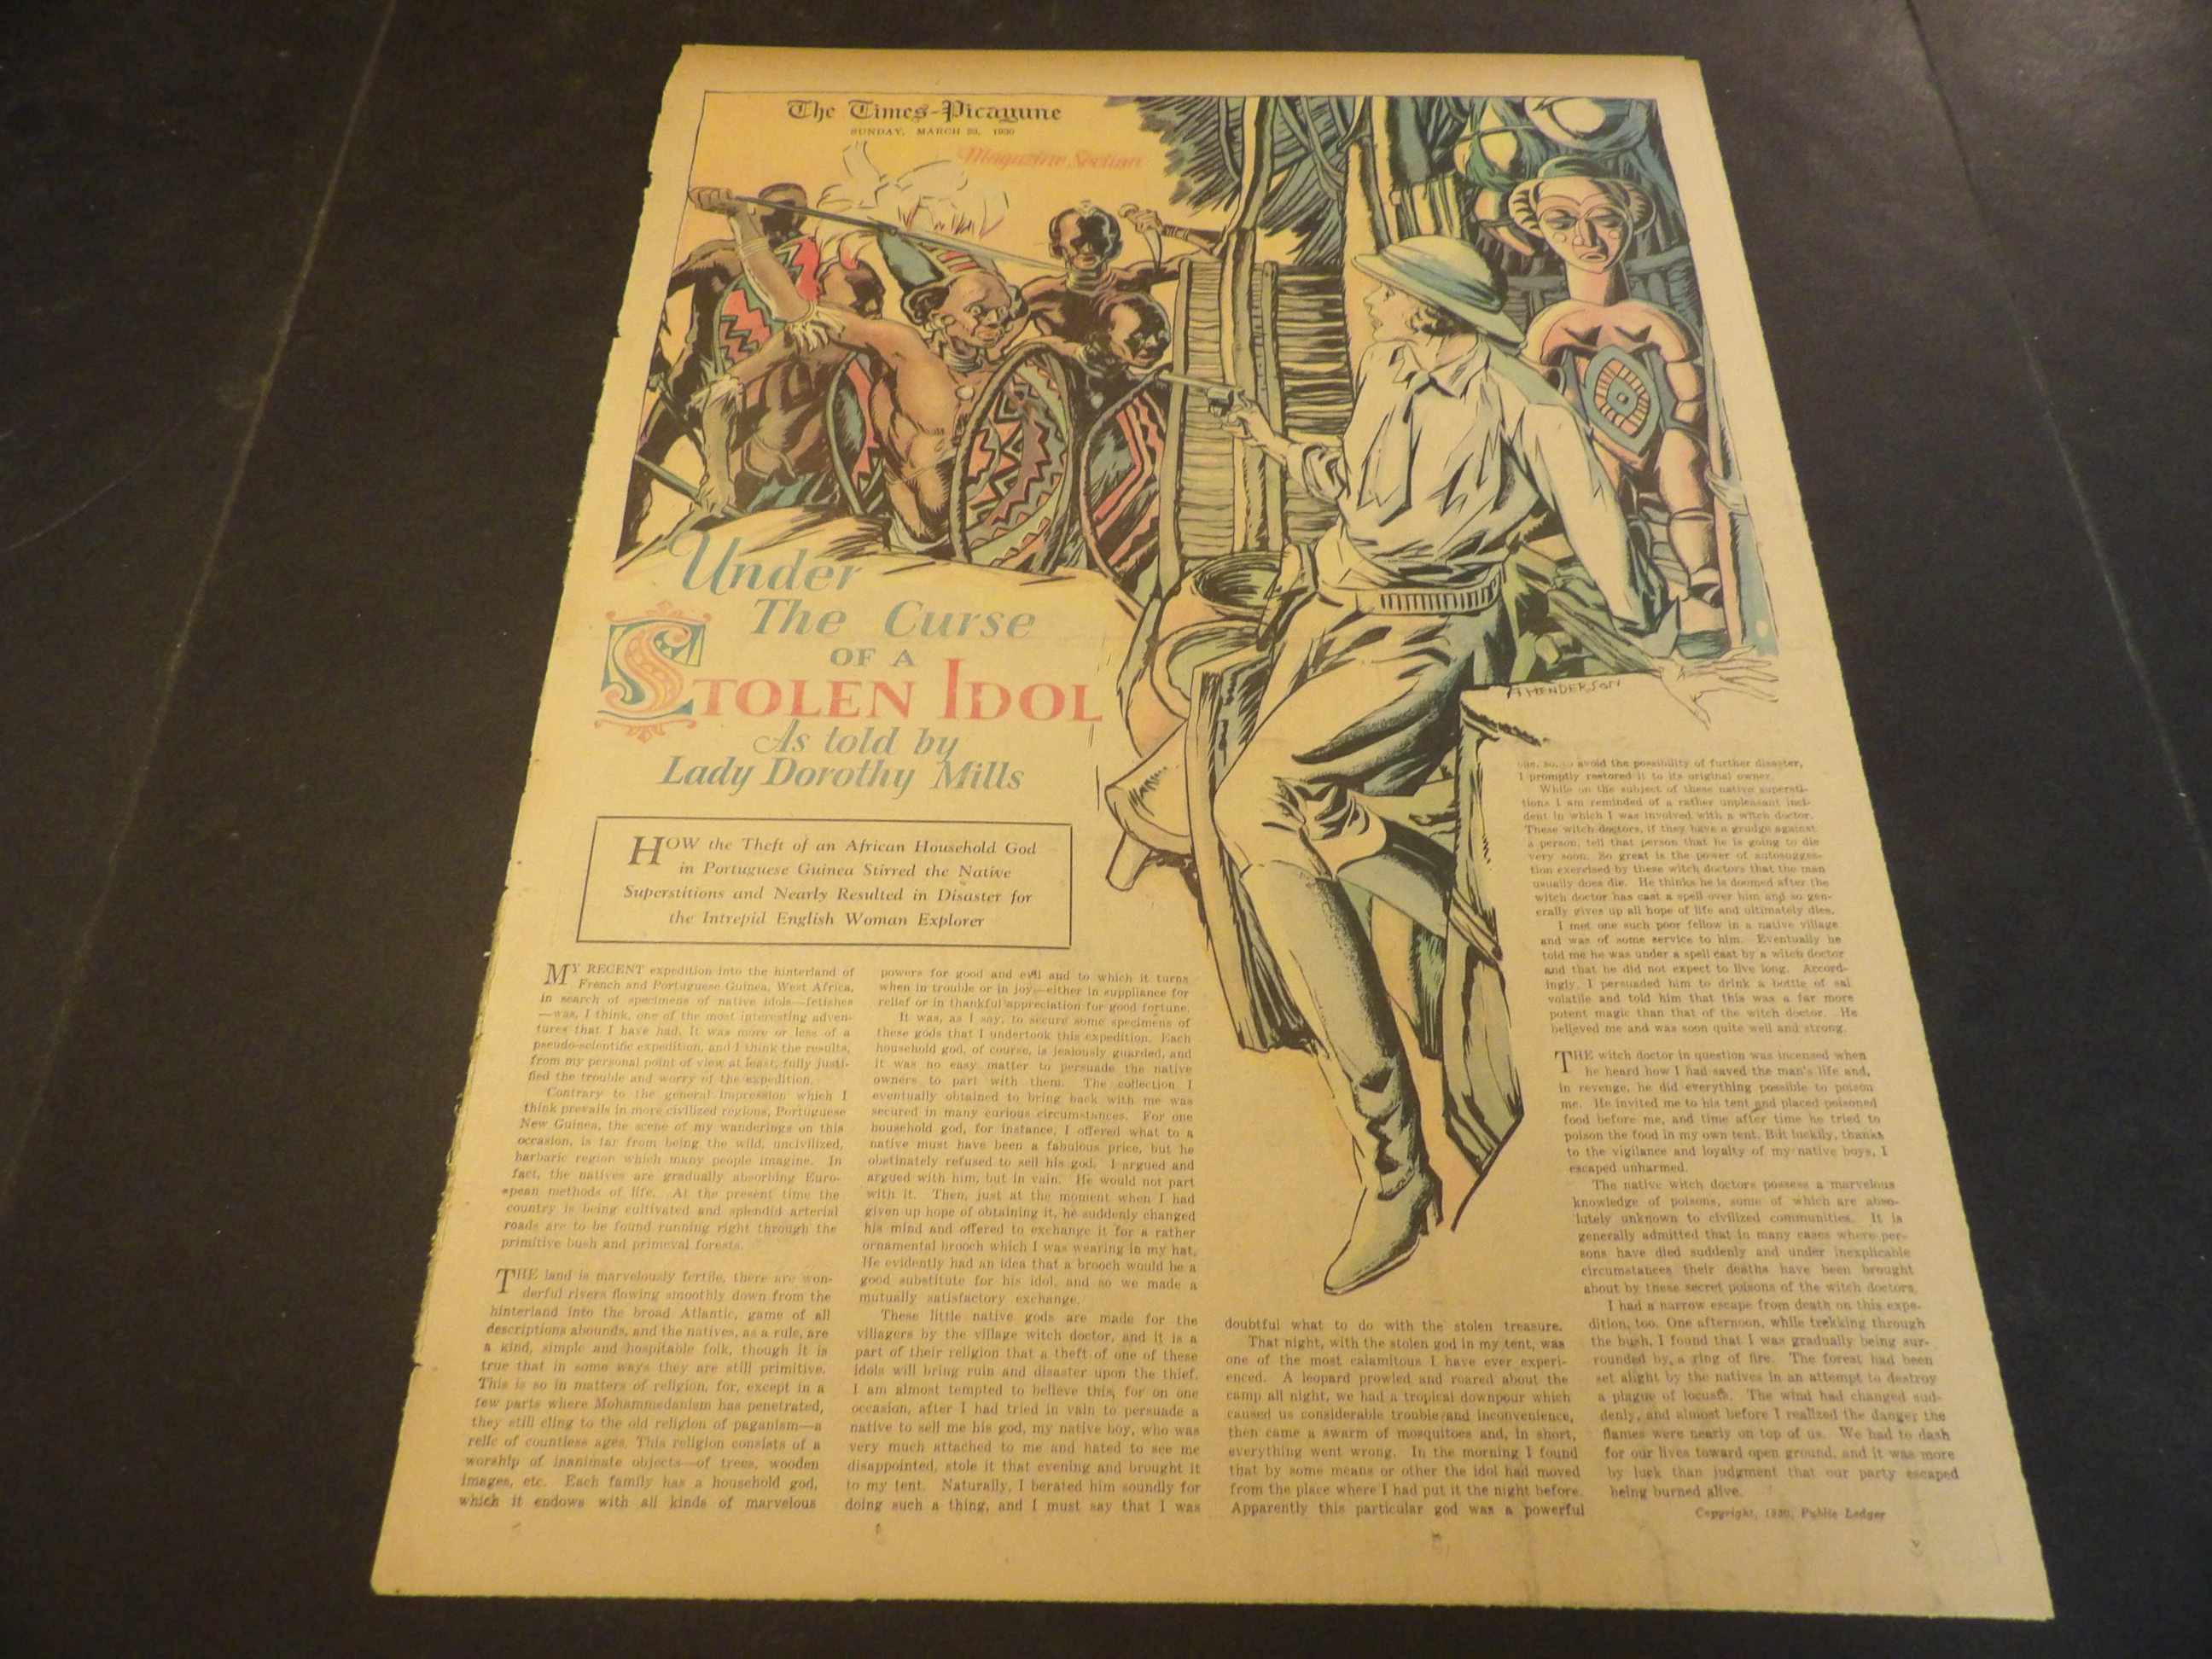 The Times-Picayune
SUNDAY, MARCH 23, 1930
Magazine Section
Under
The Curse
OF A
STOLEN IDOL
As told by
Lady Dorothy Mills
HOW the Theft of an African Household God
in Portuguese Guinea Stirred the Native
Superstitions and Nearly Resulted in Disaster for
the Intrepid English Woman Explorer
MY RECENT expedition into the hinterland of
French and Portuguese Guinea, West Africa,
in search of specimens of native idols—fetishes
—was, I think, one of the most interesting adven-
tures that I have had. It was more or less of a
pseudo-scientific expedition, and I think the results,
from my personal point of view at least, fully justi-
fied the trouble and worry of the expedition.
Contrary to the general impression which I
think prevails in more civilized regions, Portuguese
New Guinea, the scene of my wanderings on this
occasion, is far from being the wild, uncivilized,
barbaric region which many people imagine. In
fact, the natives are gradually absorbing Euro-
pean methods of life. At the present time the
country is being cultivated and splendid arterial
roads are to be found running right through the
primitive bush and primeval forests.
THE land is marvelously fertile, there are won-
derful rivers flowing smoothly down from the
hinterland into the broad Atlantic, game of all
descriptions abounds, and the natives, as a rule, are
a kind, simple and hospitable folk, though it is
true that in some ways they are still primitive.
This is so in matters of religion, for, except in a
few parts where Mohammedanism has penetrated,
they still cling to the old religion of paganism—a
relic of countless ages. This religion consists of a
worship of inanimate objects—of trees, wooden
images, etc. Each family has a household god,
which it endows with all kinds of marvelous
powers for good and evil and to which it turns
when in trouble or in joy—either in suppliance for
relief or in thankful appreciation for good fortune.
It was, as I say, to secure some specimens of
these gods that I undertook this expedition. Each
household god, of course, is jealously guarded, and
it was no easy matter to persuade the native
owners to part with them. The collection I
eventually obtained to bring back with me was
secured in many curious circumstances. For one
household god, for instance, I offered what to a
native must have been a fabulous price, but he
obstinately refused to sell his god. I argued and
argued with him, but in vain. He would not part
with it. Then, just at the moment when I had
given up hope of obtaining it, he suddenly changed
his mind and offered to exchange it for a rather
ornamental brooch which I was wearing in my hat.
He evidently had an idea that a brooch would be a
good substitute for his idol, and so we made a
mutually satisfactory exchange.
These little native gods are made for the
villagers by the village witch doctor, and it is a
part of their religion that a theft of one of these
idols will bring ruin and disaster upon the thief.
I am almost tempted to believe this, for on one
occasion, after I had tried in vain to persuade a
native to sell me his god, my native boy, who was
very much attached to me and hated to see me
disappointed, stole it that evening and brought it
to my tent. Naturally, I berated him soundly for
doing such a thing, and I must say that I was
doubtful what to do with the stolen treasure.
That night, with the stolen god in my tent, was
one of the most calamitous I have ever experi-
enced. A leopard prowled and roared about the
camp all night, we had a tropical downpour which
caused us considerable trouble and inconvenience,
then came a swarm of mosquitoes and, in short,
everything went wrong. In the morning I found
that by some means or other the idol had moved
from the place where I had put it the night before.
Apparently this particular god was a powerful
one, so, to avoid the possibility of further disaster,
I promptly restored it to its original owner.
While on the subject of these native supersti-
tions I am reminded of a rather unpleasant inci-
dent in which I was involved with a witch doctor.
These witch doctors, if they have a grudge against
a person, tell that person that he is going to die
very soon. So great is the power of autosugges-
tion exercised by these witch doctors that the man
usually does die. He thinks he is doomed after the
witch doctor has cast a spell over him and so gen-
erally gives up all hope of life and ultimately dies.
I met one such poor fellow in a native village
and was of some service to him. Eventually he
told me he was under a spell cast by a witch doctor
and that he did not expect to live long. Accord-
ingly, I persuaded him to drink a bottle of sal
volatile and told him that this was a far more
potent magic than that of the witch doctor. He
believed me and was soon quite well and strong.
THE witch doctor in question was incensed when
he heard how I had saved the man's life and,
in revenge, he did everything possible to poison
me. He invited me to his tent and placed poisoned
food before me, and time after time he tried to
poison the food in my own tent. But luckily, thanks
to the vigilance and loyalty of my native boys, I
escaped unharmed.
The native witch doctors possess a marvelous
knowledge of poisons, some of which are abso-
lutely unknown to civilized communities. It is
generally admitted that in many cases where per-
sons have died suddenly and under inexplicable
circumstances their deaths have been brought
about by these secret poisons of the witch doctors.
I had a narrow escape from death on this expe-
dition, too. One afternoon, while trekking through
the bush, I found that I was gradually being sur-
rounded by a ring of fire. The forest had been
set alight by the natives in an attempt to destroy
a plague of locusts. The wind had changed sud-
denly, and almost before I realized the danger the
flames were nearly on top of us. We had to dash
for our lives toward open ground, and it was more
by luck than judgment that our party escaped
being burned alive.
Copyright, 1930, Public Ledger
HENDERSON